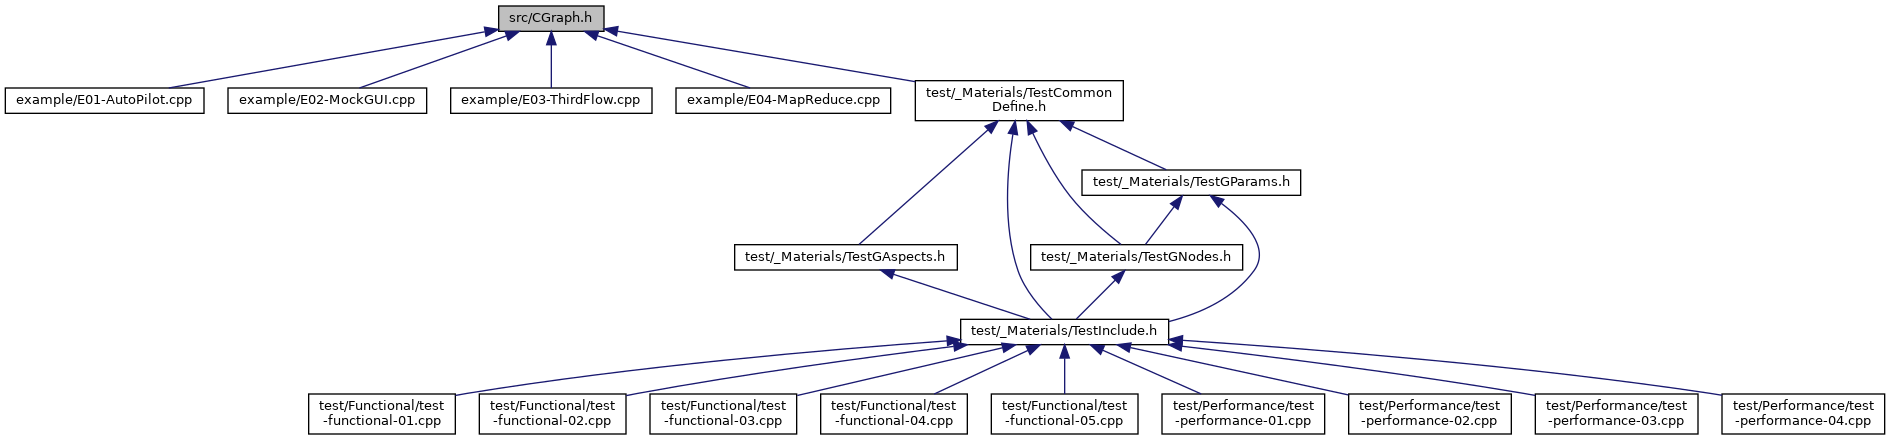 src/CGraph.h
example/E01-AutoPilot.cpp
example/E02-MockGUI.cpp
example/E03-ThirdFlow.cpp
example/E04-MapReduce.cpp
test/_Materials/TestCommon
Define.h
test/_Materials/TestGParams.h
test/_Materials/TestGAspects.h
test/_Materials/TestGNodes.h
test/_Materials/TestInclude.h
test/Functional/test
-functional-01.cpp
test/Functional/test
-functional-02.cpp
test/Functional/test
-functional-03.cpp
test/Functional/test
-functional-04.cpp
test/Functional/test
-functional-05.cpp
test/Performance/test
-performance-01.cpp
test/Performance/test
-performance-02.cpp
test/Performance/test
-performance-03.cpp
test/Performance/test
-performance-04.cpp